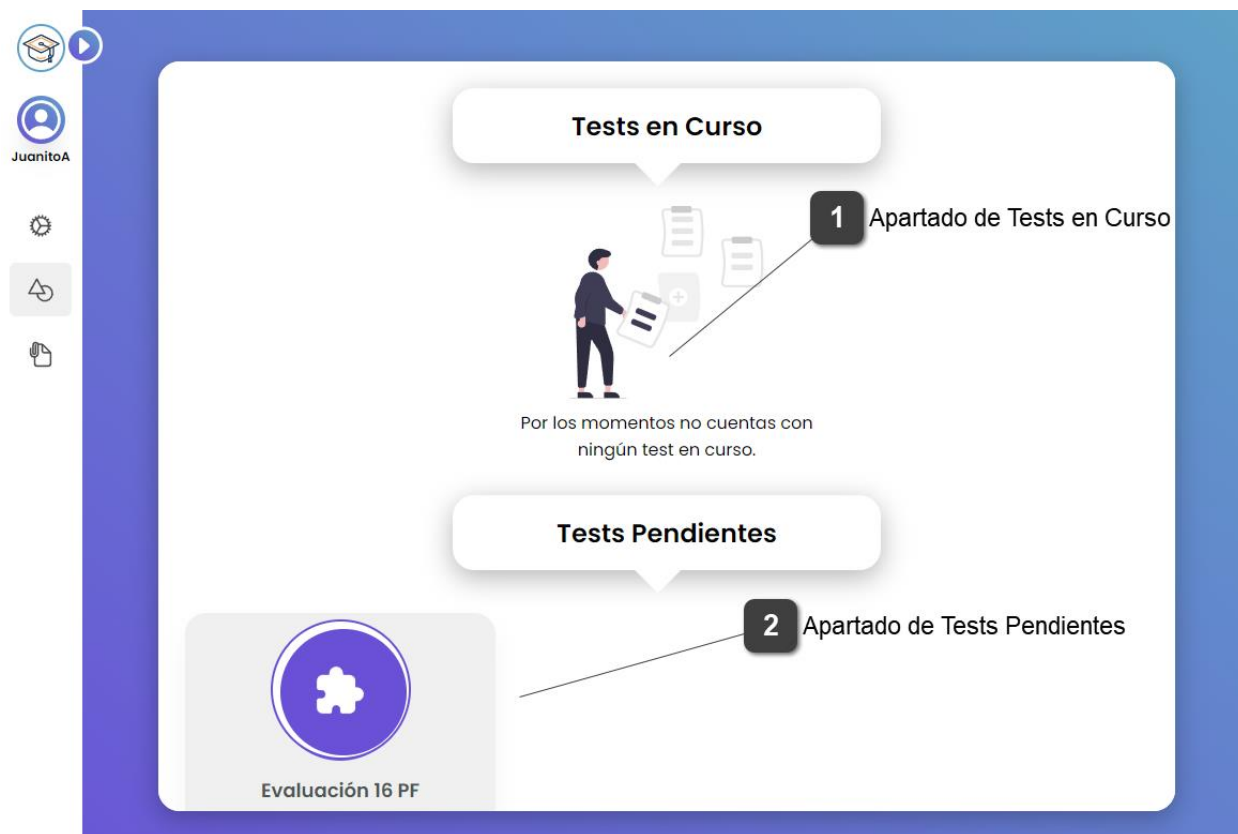 JuanitoA
Tests en Curso
1 Apartado de Tests en Curso
Por los momentos no cuentas con
ningún test en curso.
Tests Pendientes
2 Apartado de Tests Pendientes
Evaluación 16 PF